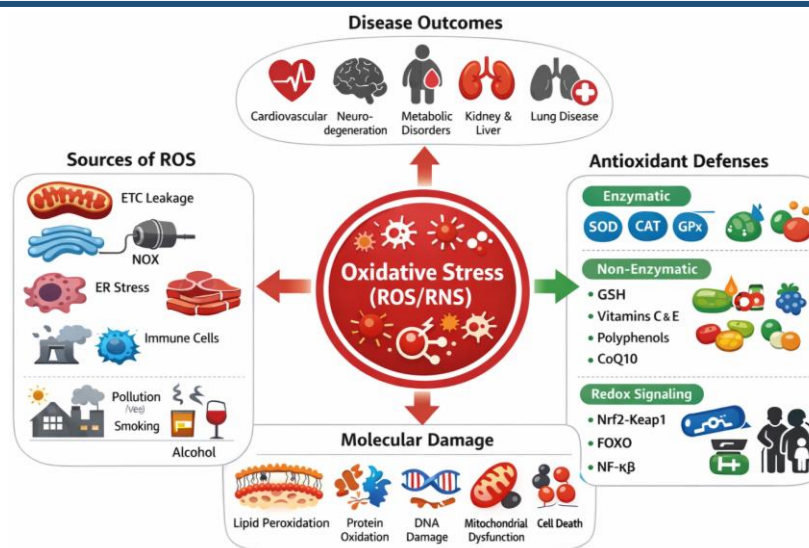 Disease Outcomes
Cardiovascular
Neuro-
degeneration
Metabolic
Disorders
Kidney &
Liver
Lung Disease
Sources of ROS
ETC Leakage
NOX
ER Stress
Immune Cells
Pollution
Smoking
Alcohol
Oxidative Stress
(ROS/RNS)
Antioxidant Defenses
Enzymatic
SOD CAT GPx
Non-Enzymatic
• GSH
• Vitamins C & E
• Polyphenols
• CoQ10
Redox Signaling
• Nrf2-Keap1
• FOXO
• NF-κβ
Molecular Damage
Lipid Peroxidation
Protein
Oxidation
DNA
Damage
Mitochondrial
Dysfunction
Cell Death